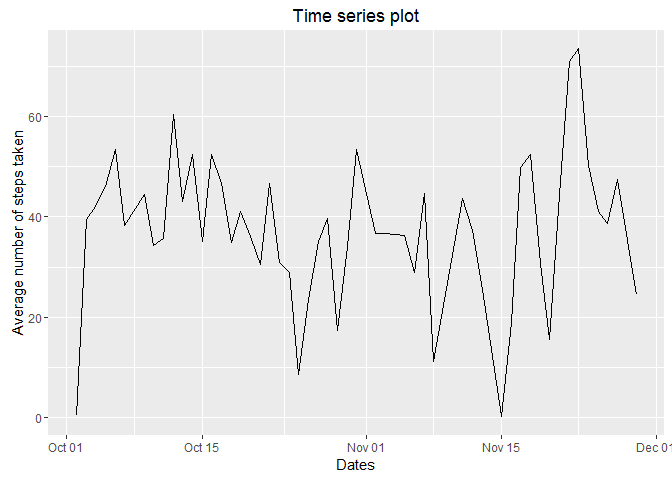 Time series plot
Average number of steps taken
60
40
20
0
Oct 01
Oct 15
Nov 01
Nov 15
Dec 01
Dates